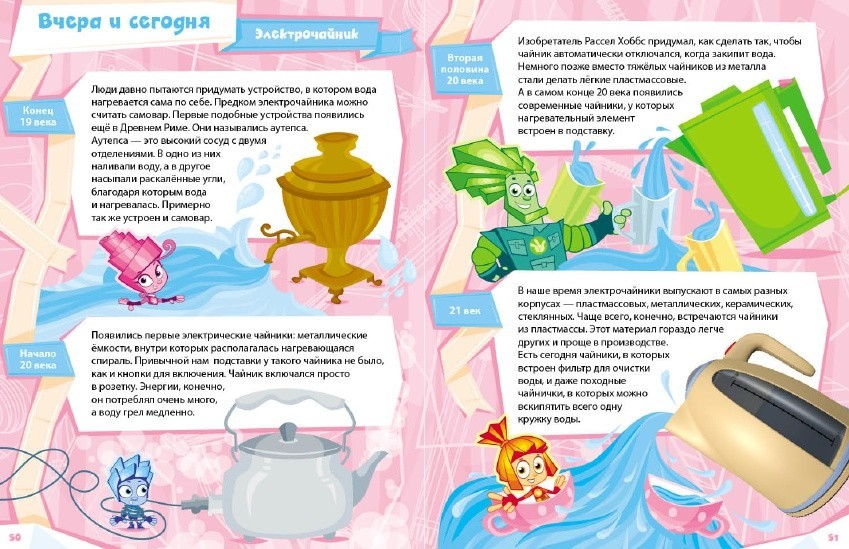 Вчера и сегодня
Электрочайник
Конец
19 века
Люди давно пытаются придумать устройство, в котором вода
нагревается сама по себе. Предком электрочайника можно
считать самовар. Первые подобные устройства появились
ещё в Древнем Риме. Они назывались аутепса.
Аутепса — это высокий сосуд с двумя
отделениями. В одно из них
наливали воду, а в другое
насыпали раскалённые угли,
благодаря которым вода
и нагревалась. Примерно
так же устроен и самовар.
Начало
20 века
Появились первые электрические чайники: металлические
ёмкости, внутри которых располагалась нагревающаяся
спираль. Привычной нам подставки у такого чайника не было,
как и кнопки для включения. Чайник включался просто
в розетку. Энергии, конечно,
он потреблял очень много,
а воду грел медленно.
50
Вторая
половина
20 века
Изобретатель Рассел Хоббс придумал, как сделать так, чтобы
чайник автоматически отключался, когда закипит вода.
Немного позже вместо тяжёлых чайников из металла
стали делать лёгкие пластмассовые.
А в самом конце 20 века появились
современные чайники, у которых
нагревательный элемент
встроен в подставку.
21 век
В наше время электрочайники выпускают в самых разных
корпусах — пластмассовых, металлических, керамических,
стеклянных. Чаще всего, конечно, встречаются чайники
из пластмассы. Этот материал гораздо легче
других и проще в производстве.
Есть сегодня чайники, в которых
встроен фильтр для очистки
воды, и даже походные
чайнички, в которых можно
вскипятить всего одну
кружку воды.
51